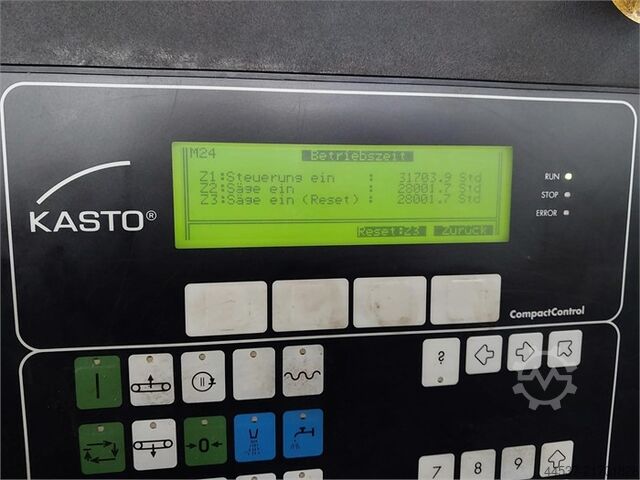 M24 Betriebszeit
Z1:Steuerung ein : 31703.9 Std
Z2:Säge ein : 28001.7 Std
Z3:Säge ein (Reset) : 28001.7 Std
Reset:Z3 Zurück
RUN
STOP
ERROR
KASTO®
CompactControl
?
0
7 8 9